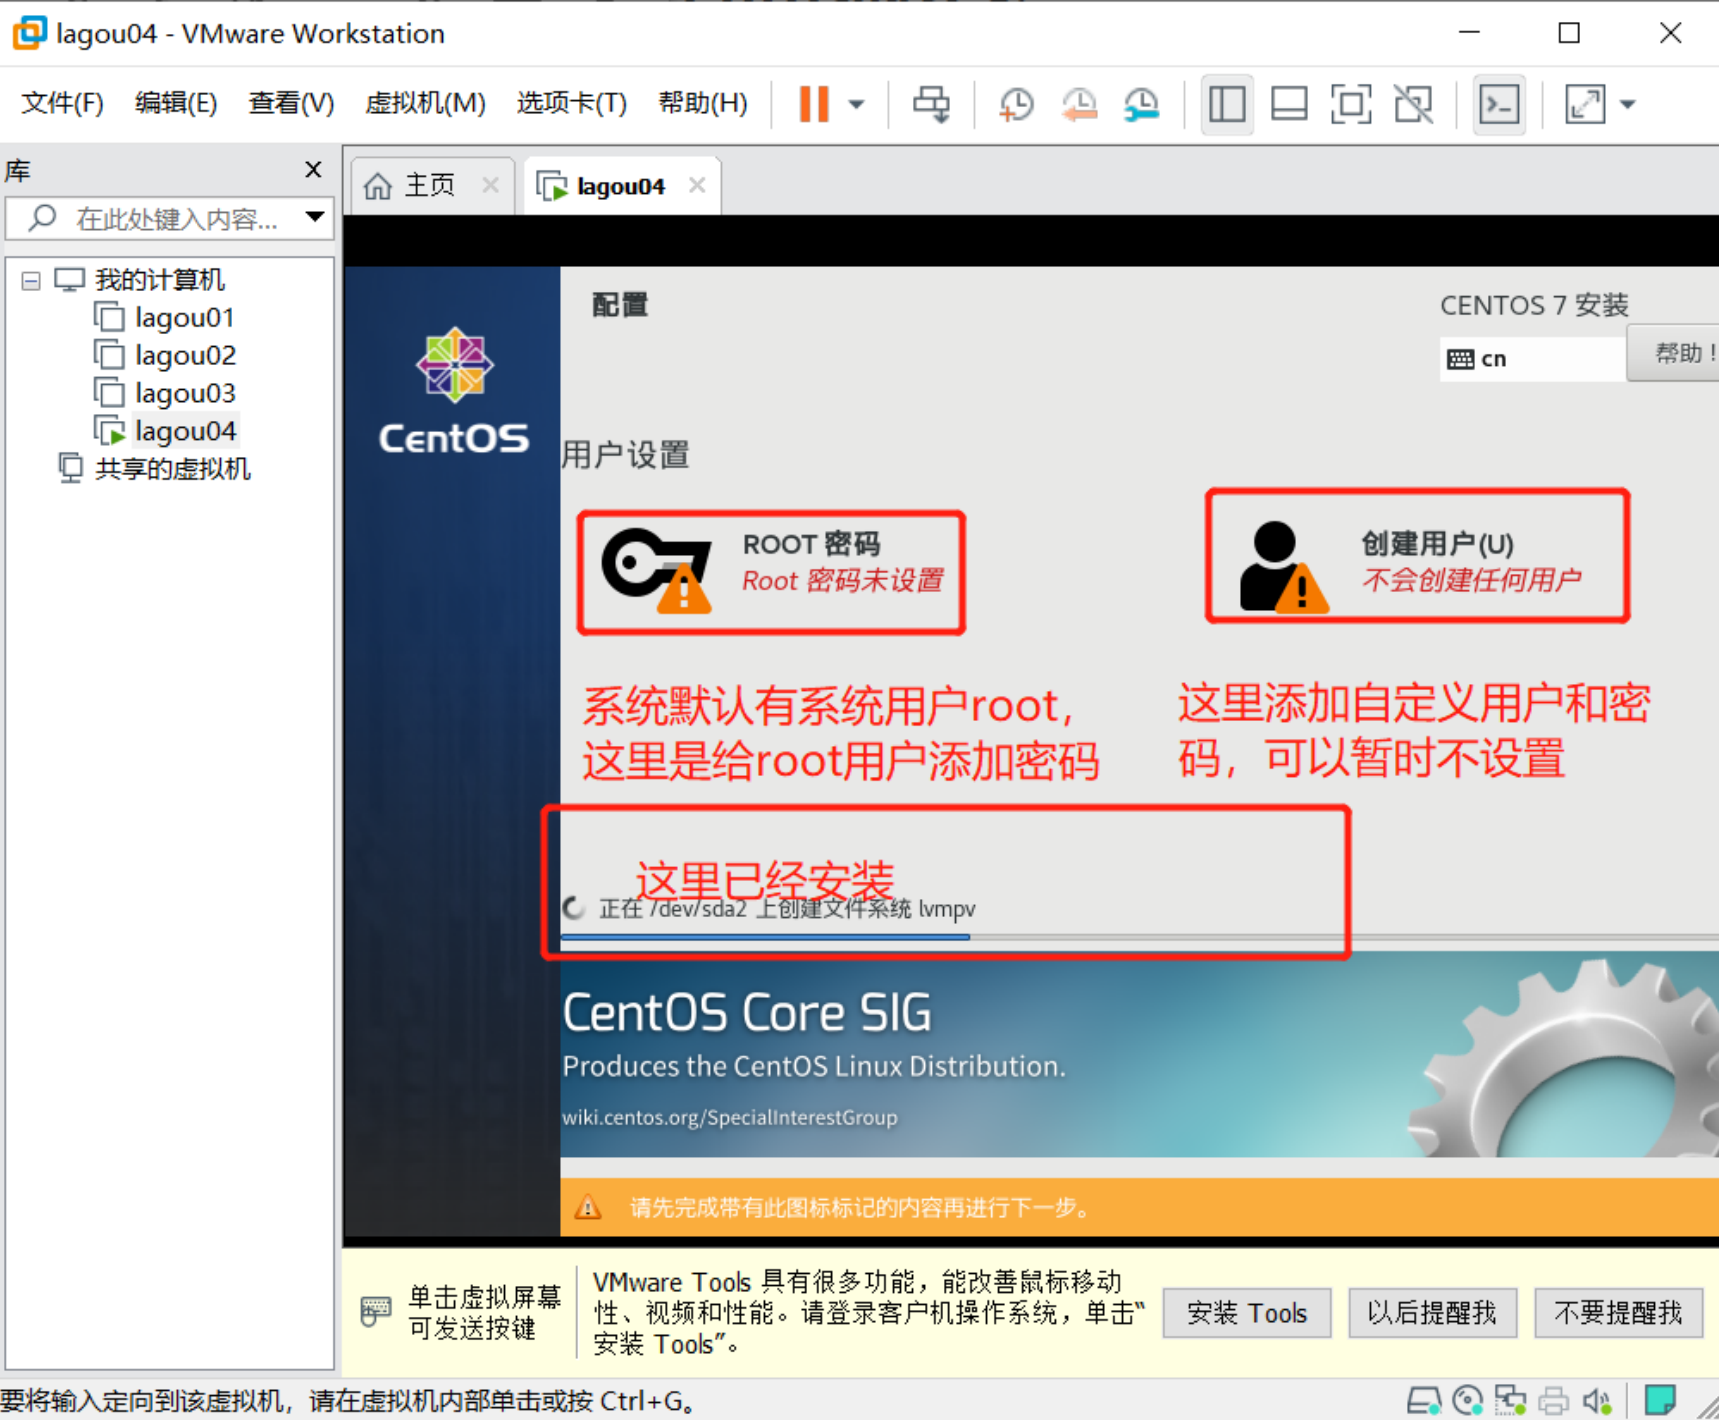 lagou04 - VMware Workstation
文件(F) 编辑(E) 查看(V) 虚拟机(M) 选项卡(T) 帮助(H)
库
在此处键入内容...
我的计算机
lagou01
lagou02
lagou03
lagou04
共享的虚拟机
主页
lagou04
CentOS
配置
CENTOS 7 安装
cn
帮助！
用户设置
ROOT 密码
Root 密码未设置
创建用户(U)
不会创建任何用户
系统默认有系统用户root，
这里是给root用户添加密码
这里添加自定义用户和密
码，可以暂时不设置
这里已经安装
正在 /dev/sda2 上创建文件系统 lvmpv
CentOS Core SIG
Produces the CentOS Linux Distribution.
wiki.centos.org/SpecialInterestGroup
请先完成带有此图标标记的内容再进行下一步。
单击虚拟屏幕
可发送按键
VMware Tools 具有很多功能，能改善鼠标移动
性、视频和性能。请登录客户机操作系统，单击“
安装 Tools”。
安装 Tools
以后提醒我
不要提醒我
要将输入定向到该虚拟机，请在虚拟机内部单击或按 Ctrl+G。